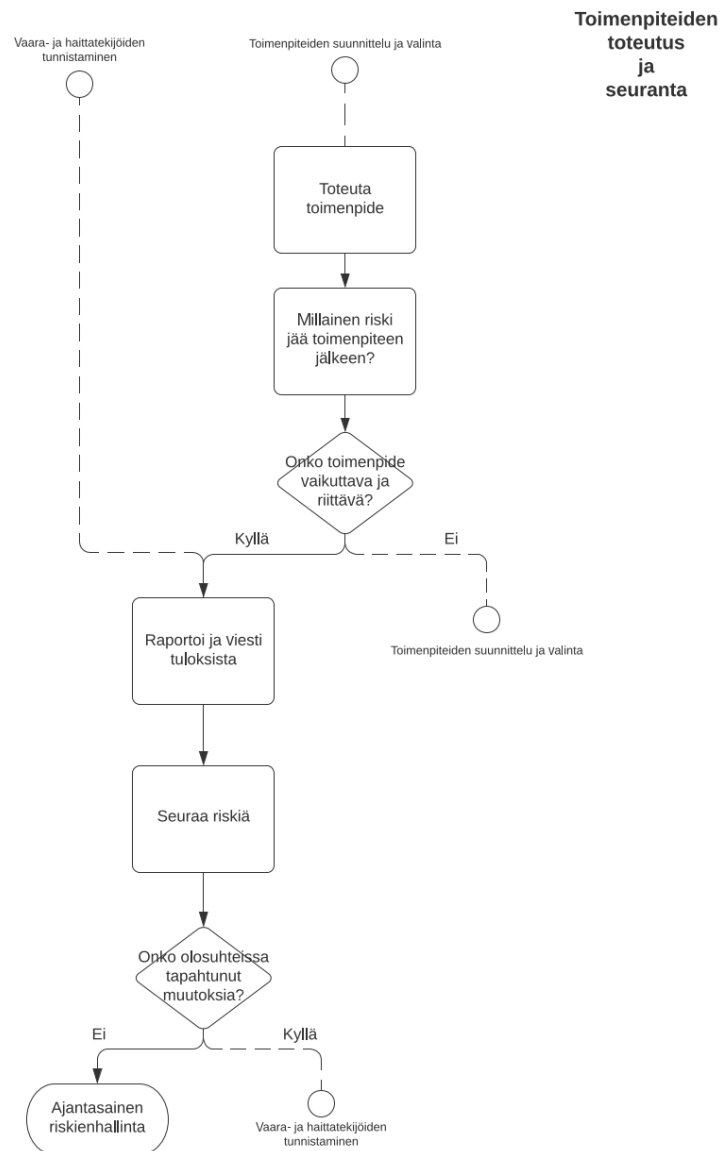 Toimenpiteiden
toteutus
ja
seuranta
Vaara- ja haittatekijöiden
tunnistaminen
Toimenpiteiden suunnittelu ja valinta
Toteuta
toimenpide
Millainen riski
jää toimenpiteen
jälkeen?
Onko toimenpide
vaikuttava ja
riittävä?
Kyllä
Ei
Raportoi ja viesti
tuloksista
Toimenpiteiden suunnittelu ja valinta
Seuraa riskiä
Onko olosuhteissa
tapahtunut
muutoksia?
Ei
Kyllä
Ajantasainen
riskienhallinta
Vaara- ja haittatekijöiden
tunnistaminen